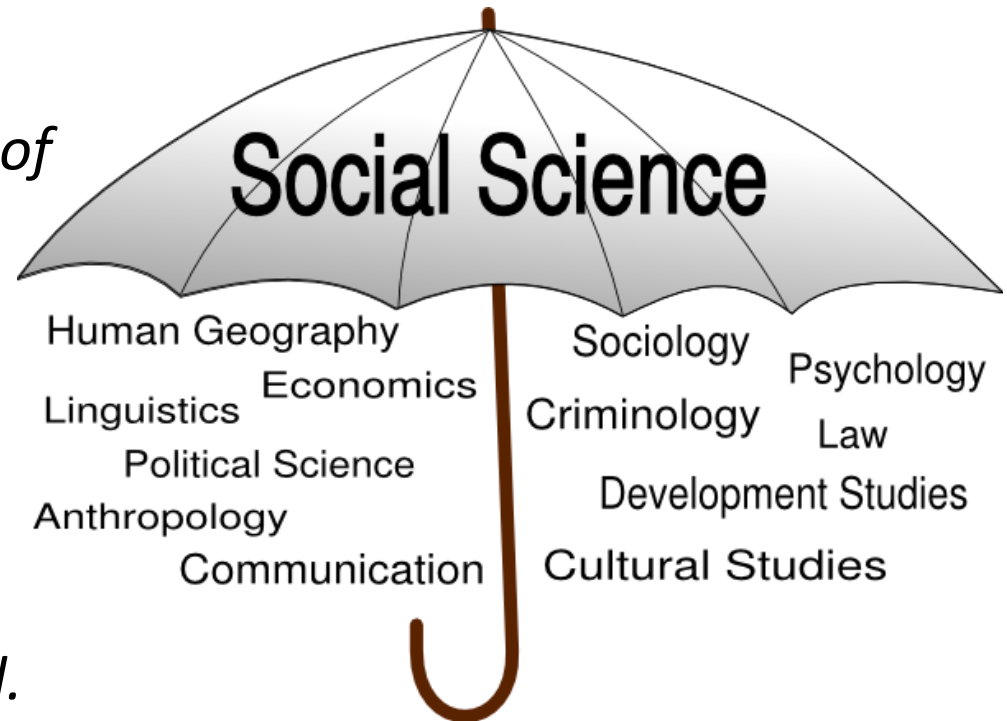 of
Social Science
Human Geography
Economics
Linguistics
Political Science
Anthropology
Communication
Sociology
Psychology
Criminology
Law
Development Studies
Cultural Studies